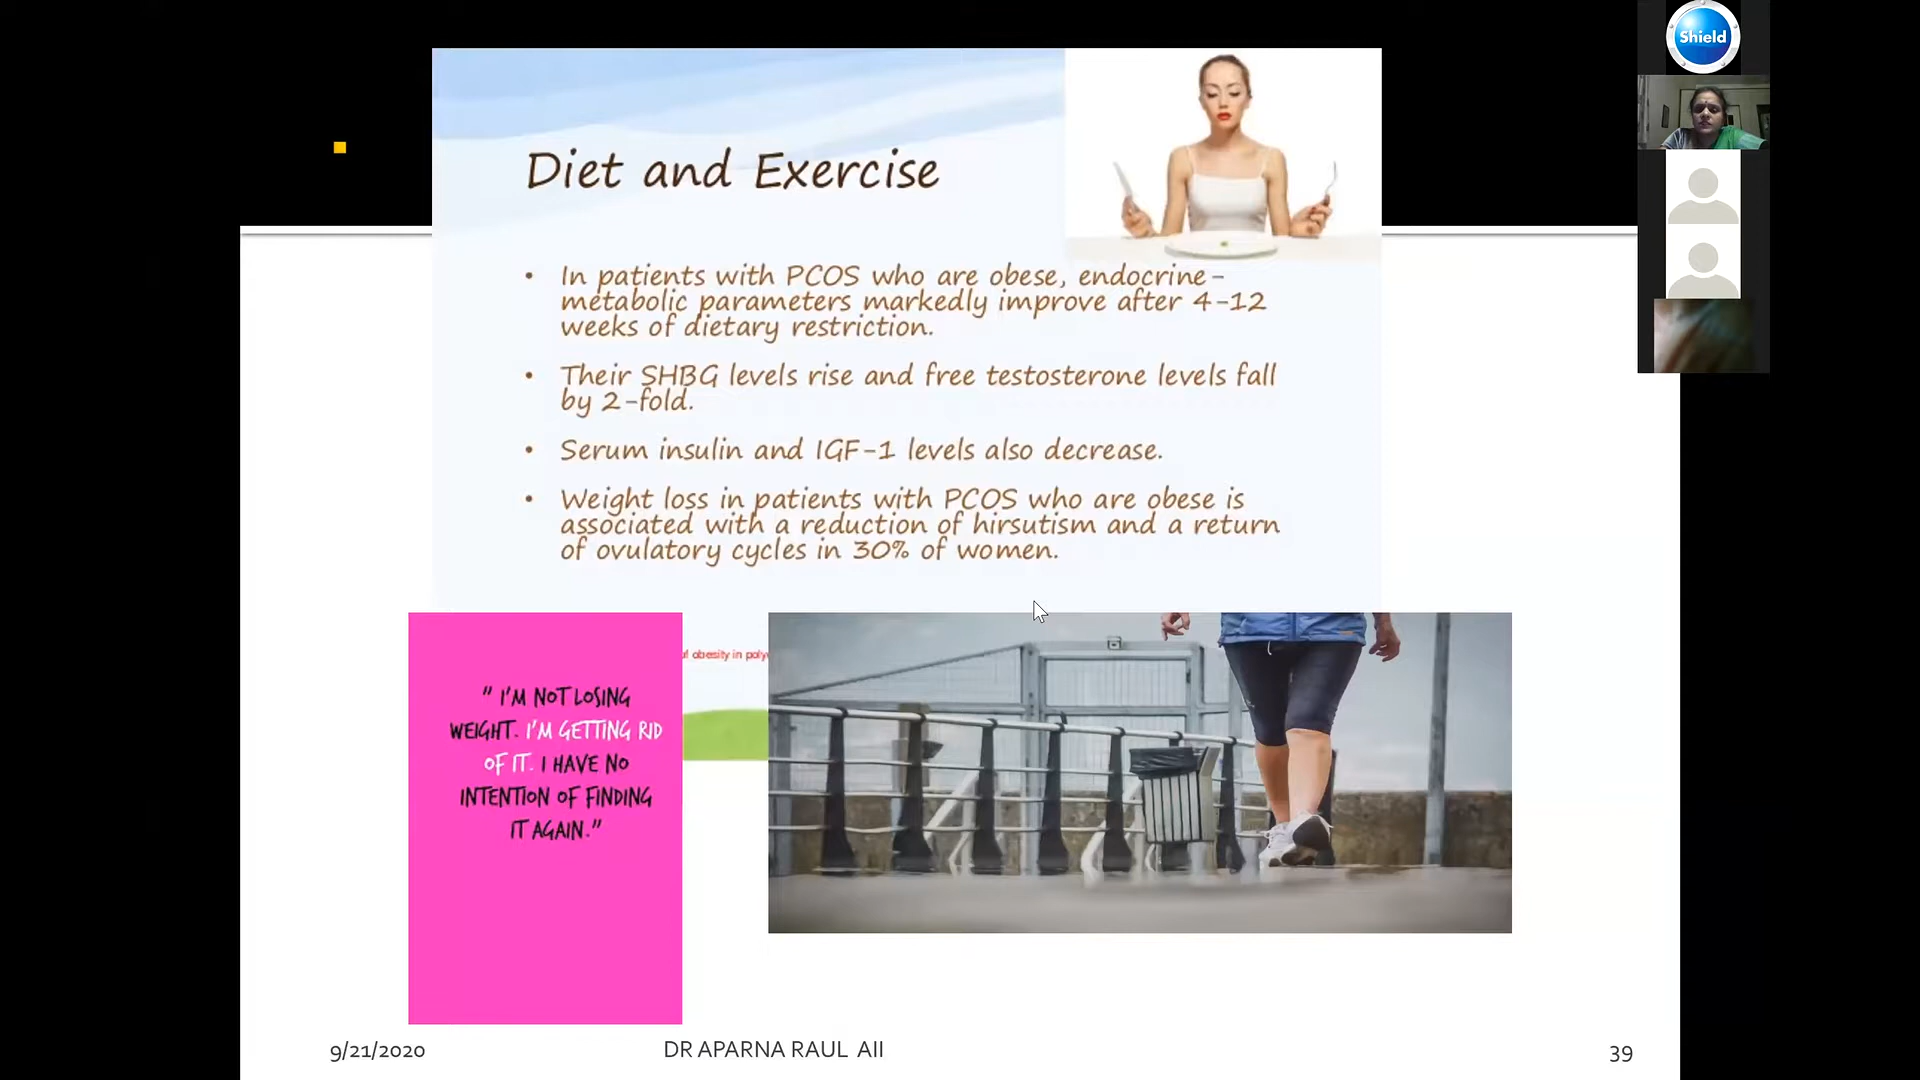 Shield
Diet and Exercise
• In patients with PCOS who are obese, endocrine-
metabolic parameters markedly improve after 4-12
weeks of dietary restriction.
• Their SHBG levels rise and free testosterone levels fall
by 2-fold.
• Serum insulin and IGF-1 levels also decrease.
• Weight loss in patients with PCOS who are obese is
associated with a reduction of hirsutism and a return
of ovulatory cycles in 30% of women.
of obesity in
" I'M NOT LOSING
WEIGHT. I'M GETTING RID
OF IT. I HAVE NO
INTENTION OF FINDING
IT AGAIN."
9/21/2020
DR APARNA RAUL AII
39